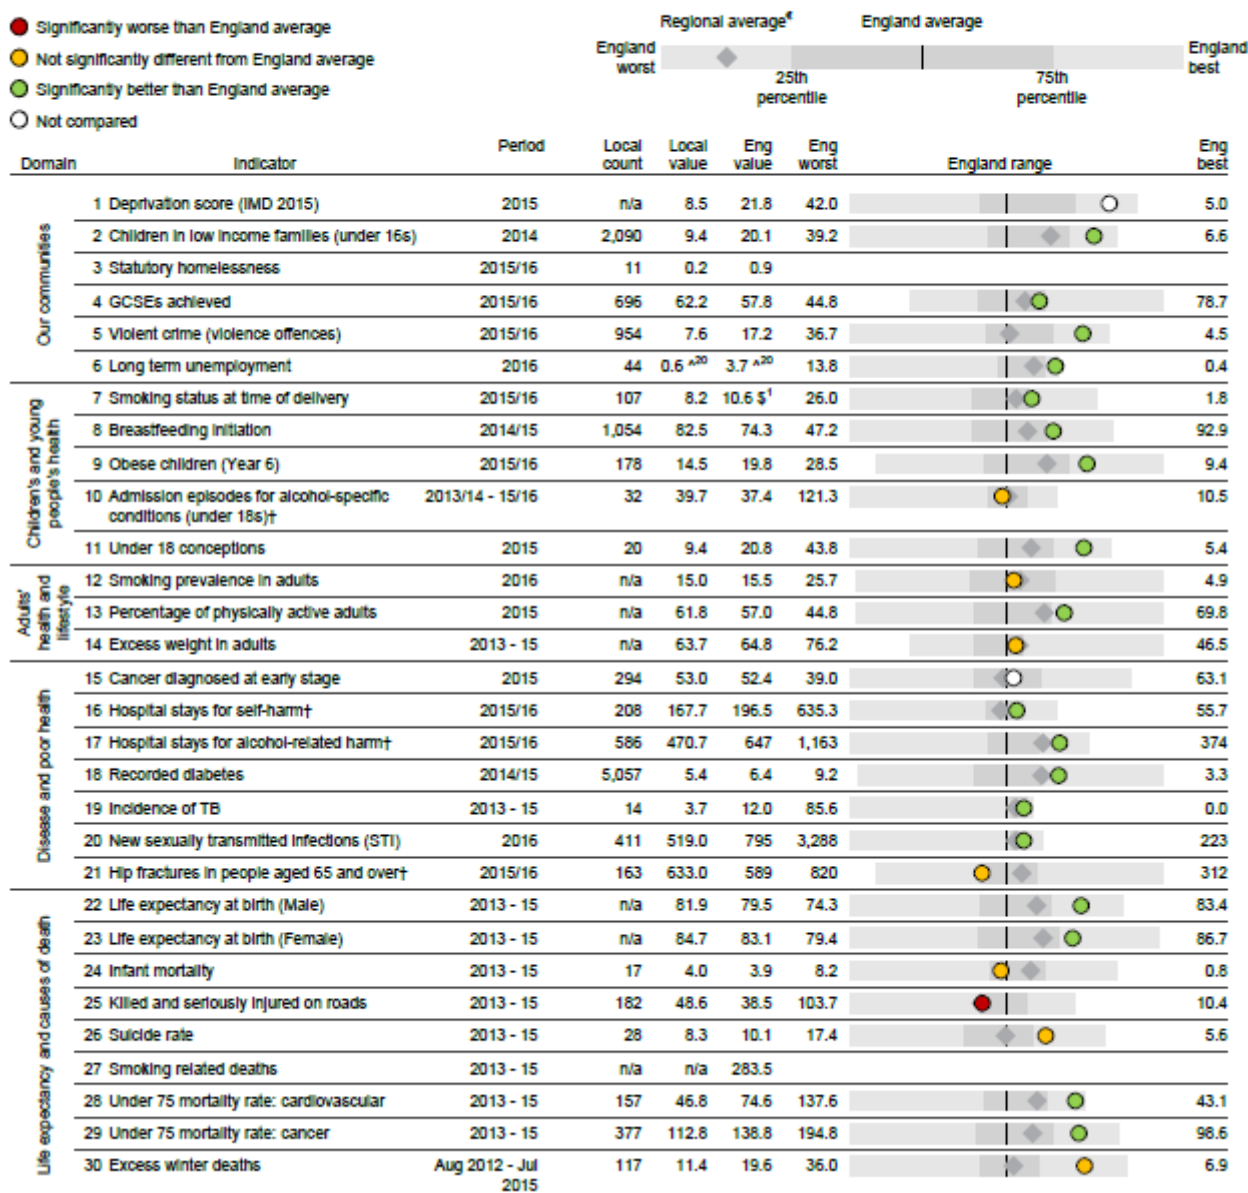 Significantly worse than England average
Not significantly different from England average
Significantly better than England average
Not compared
Regional average€ England average
England worst England best
25th percentile 75th percentile
Domain Indicator Period Local count Local value Eng value Eng worst England range Eng best
Our communities
1 Deprivation score (IMD 2015) 2015 n/a 8.5 21.8 42.0 5.0
2 Children in low income families (under 16s) 2014 2,090 9.4 20.1 39.2 6.6
3 Statutory homelessness 2015/16 11 0.2 0.9
4 GCSEs achieved 2015/16 696 62.2 57.8 44.8 78.7
5 Violent crime (violence offences) 2015/16 954 7.6 17.2 36.7 4.5
6 Long term unemployment 2016 44 0.6 ^20 3.7 ^20 13.8 0.4
Children's and young people's health
7 Smoking status at time of delivery 2015/16 107 8.2 10.6 $1 26.0 1.8
8 Breastfeeding initiation 2014/15 1,054 82.5 74.3 47.2 92.9
9 Obese children (Year 6) 2015/16 178 14.5 19.8 28.5 9.4
10 Admission episodes for alcohol-specific 2013/14 - 15/16 32 39.7 37.4 121.3 10.5
conditions (under 18s)†
11 Under 18 conceptions 2015 20 9.4 20.8 43.8 5.4
Adults' health and lifestyle
12 Smoking prevalence in adults 2016 n/a 15.0 15.5 25.7 4.9
13 Percentage of physically active adults 2015 n/a 61.8 57.0 44.8 69.8
14 Excess weight in adults 2013 - 15 n/a 63.7 64.8 76.2 46.5
Disease and poor health
15 Cancer diagnosed at early stage 2015 294 53.0 52.4 39.0 63.1
16 Hospital stays for self-harm† 2015/16 208 167.7 196.5 635.3 55.7
17 Hospital stays for alcohol-related harm† 2015/16 586 470.7 647 1,163 374
18 Recorded diabetes 2014/15 5,057 5.4 6.4 9.2 3.3
19 Incidence of TB 2013 - 15 14 3.7 12.0 85.6 0.0
20 New sexually transmitted infections (STI) 2016 411 519.0 795 3,288 223
21 Hip fractures in people aged 65 and over† 2015/16 163 633.0 589 820 312
Life expectancy and causes of death
22 Life expectancy at birth (Male) 2013 - 15 n/a 81.9 79.5 74.3 83.4
23 Life expectancy at birth (Female) 2013 - 15 n/a 84.7 83.1 79.4 86.7
24 Infant mortality 2013 - 15 17 4.0 3.9 8.2 0.8
25 Killed and seriously injured on roads 2013 - 15 182 48.6 38.5 103.7 10.4
26 Suicide rate 2013 - 15 28 8.3 10.1 17.4 5.6
27 Smoking related deaths 2013 - 15 n/a n/a 283.5
28 Under 75 mortality rate: cardiovascular 2013 - 15 157 46.8 74.6 137.6 43.1
29 Under 75 mortality rate: cancer 2013 - 15 377 112.8 138.8 194.8 98.6
30 Excess winter deaths Aug 2012 - Jul 2015 117 11.4 19.6 36.0 6.9